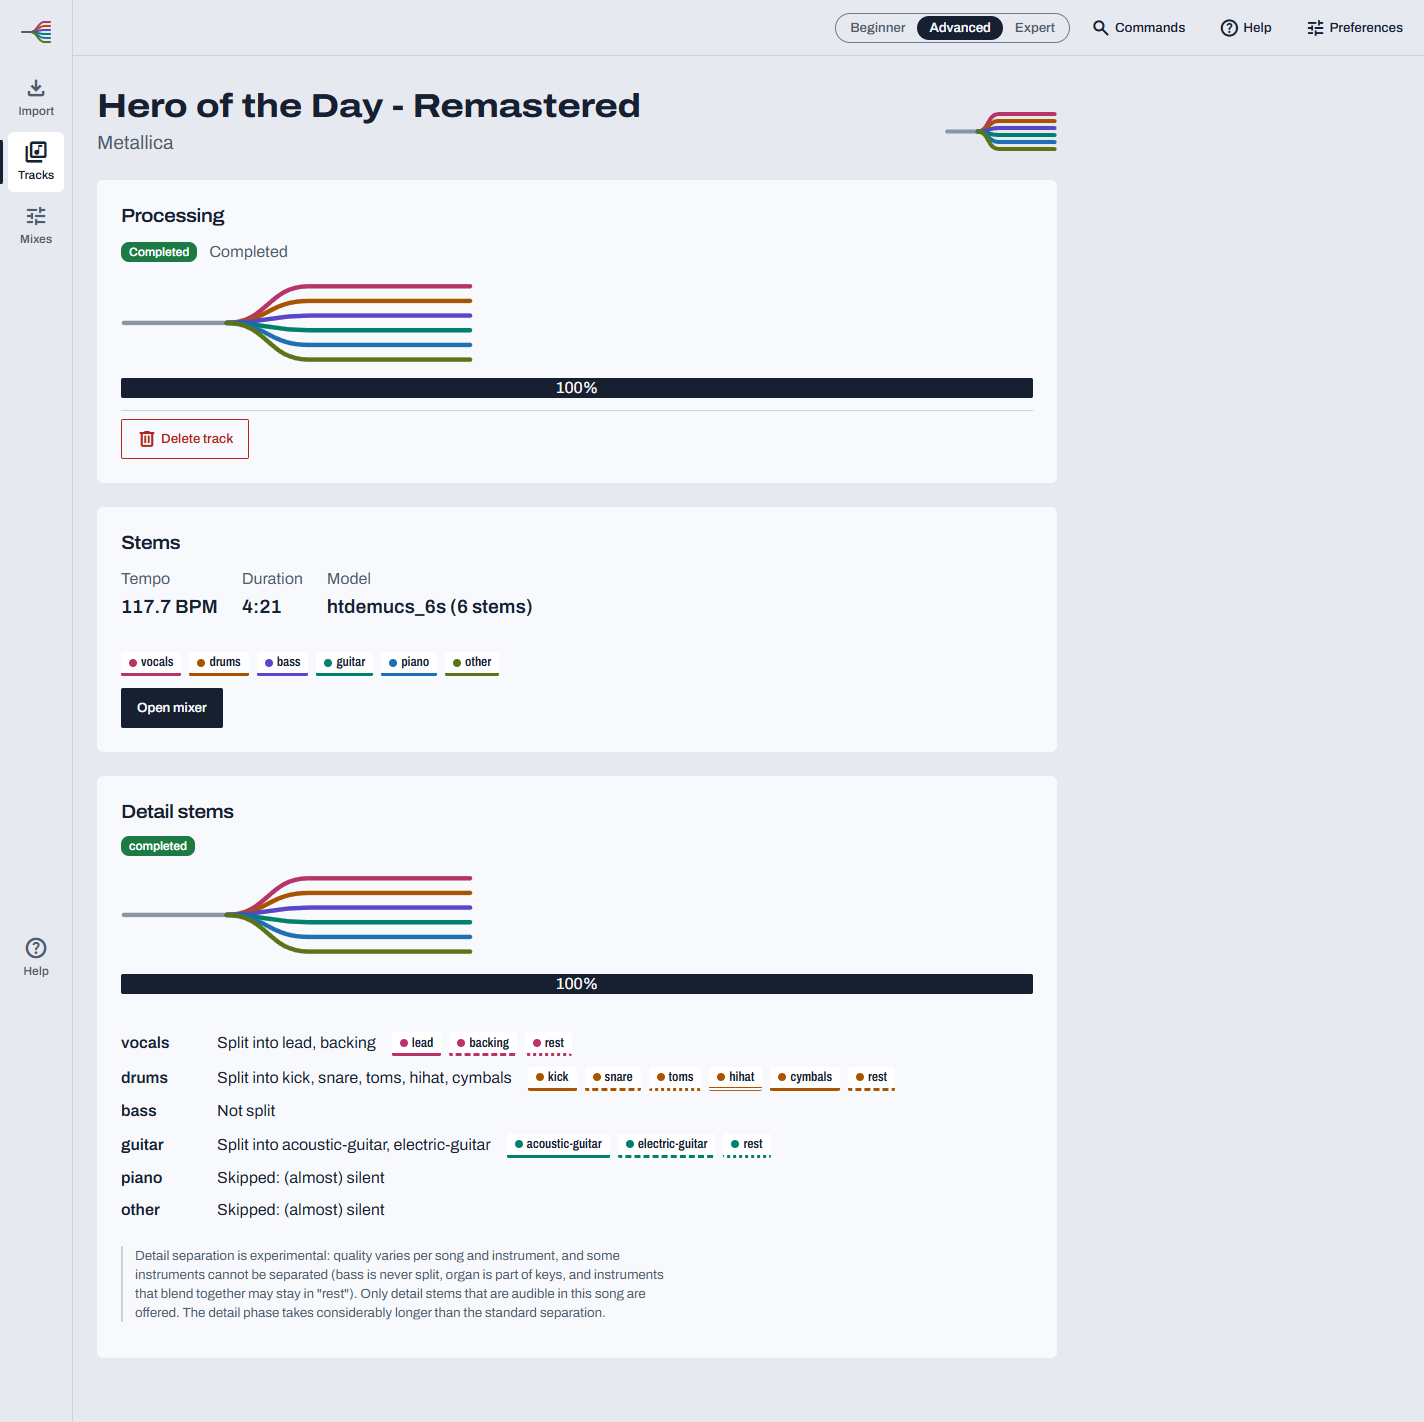 Beginner Advanced Expert Commands Help Preferences
Import
Tracks
Mixes
Help
Hero of the Day - Remastered
Metallica
Processing
Completed Completed
100%
Delete track
Stems
Tempo Duration Model
117.7 BPM 4:21 htdemucs_6s (6 stems)
vocals drums bass guitar piano other
Open mixer
Detail stems
completed
100%
vocals Split into lead, backing lead backing rest
drums Split into kick, snare, toms, hihat, cymbals kick snare toms hihat cymbals rest
bass Not split
guitar Split into acoustic-guitar, electric-guitar acoustic-guitar electric-guitar rest
piano Skipped: (almost) silent
other Skipped: (almost) silent
Detail separation is experimental: quality varies per song and instrument, and some
instruments cannot be separated (bass is never split, organ is part of keys, and instruments
that blend together may stay in "rest"). Only detail stems that are audible in this song are
offered. The detail phase takes considerably longer than the standard separation.